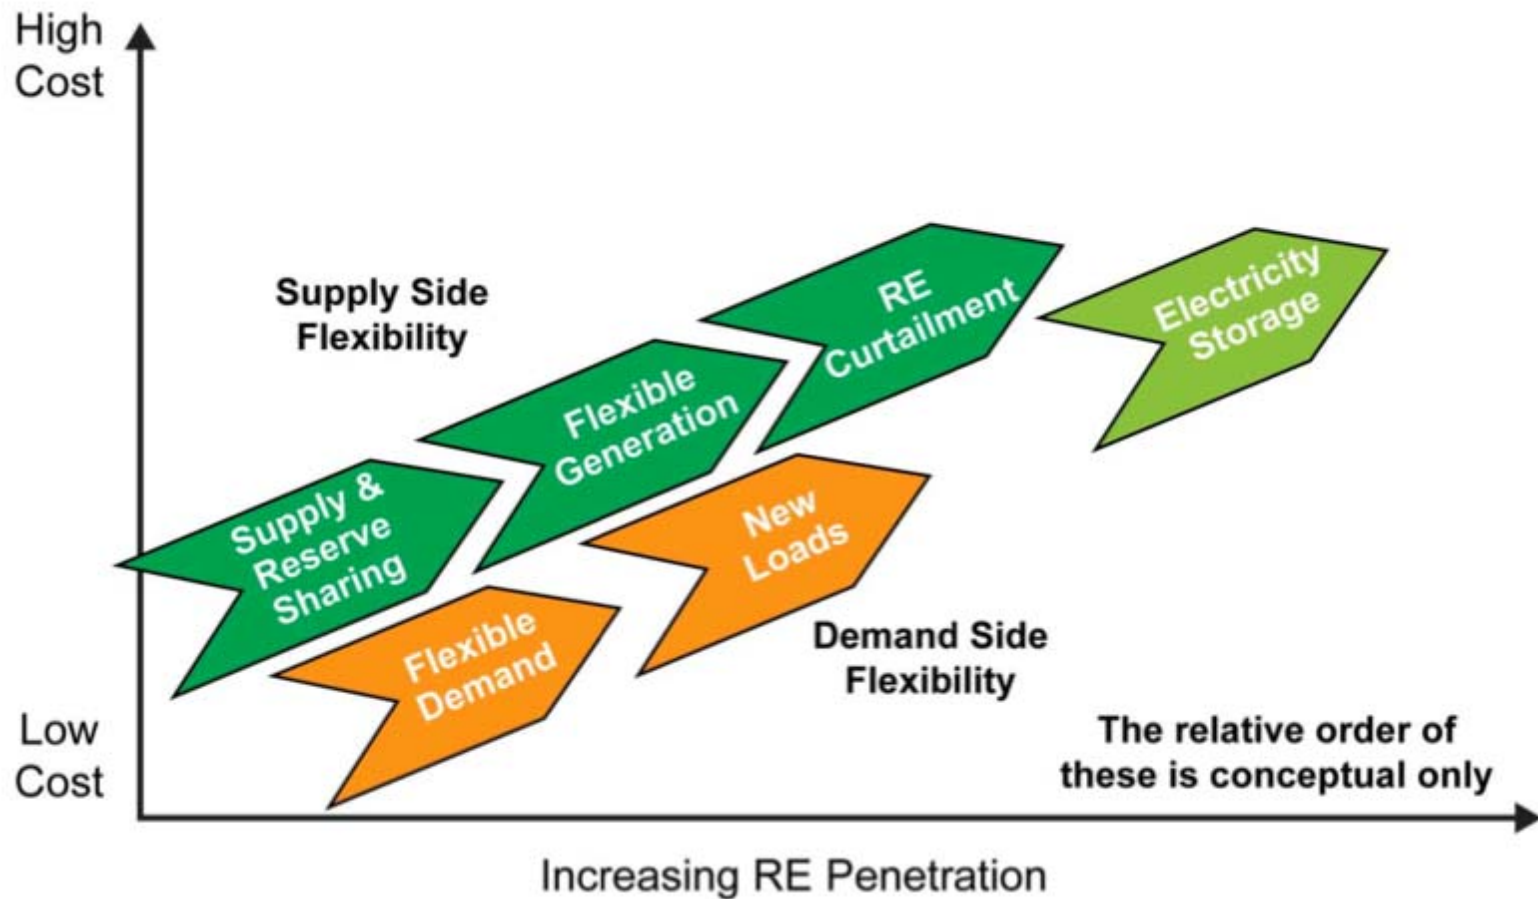 High
Cost
Supply Side
Flexibility
RE
Curtailment
Electricity
Storage
Flexible
Generation
Supply &
Reserve
Sharing
New
Loads
Flexible
Demand
Demand Side
Flexibility
Low
Cost
The relative order of
these is conceptual only
Increasing RE Penetration